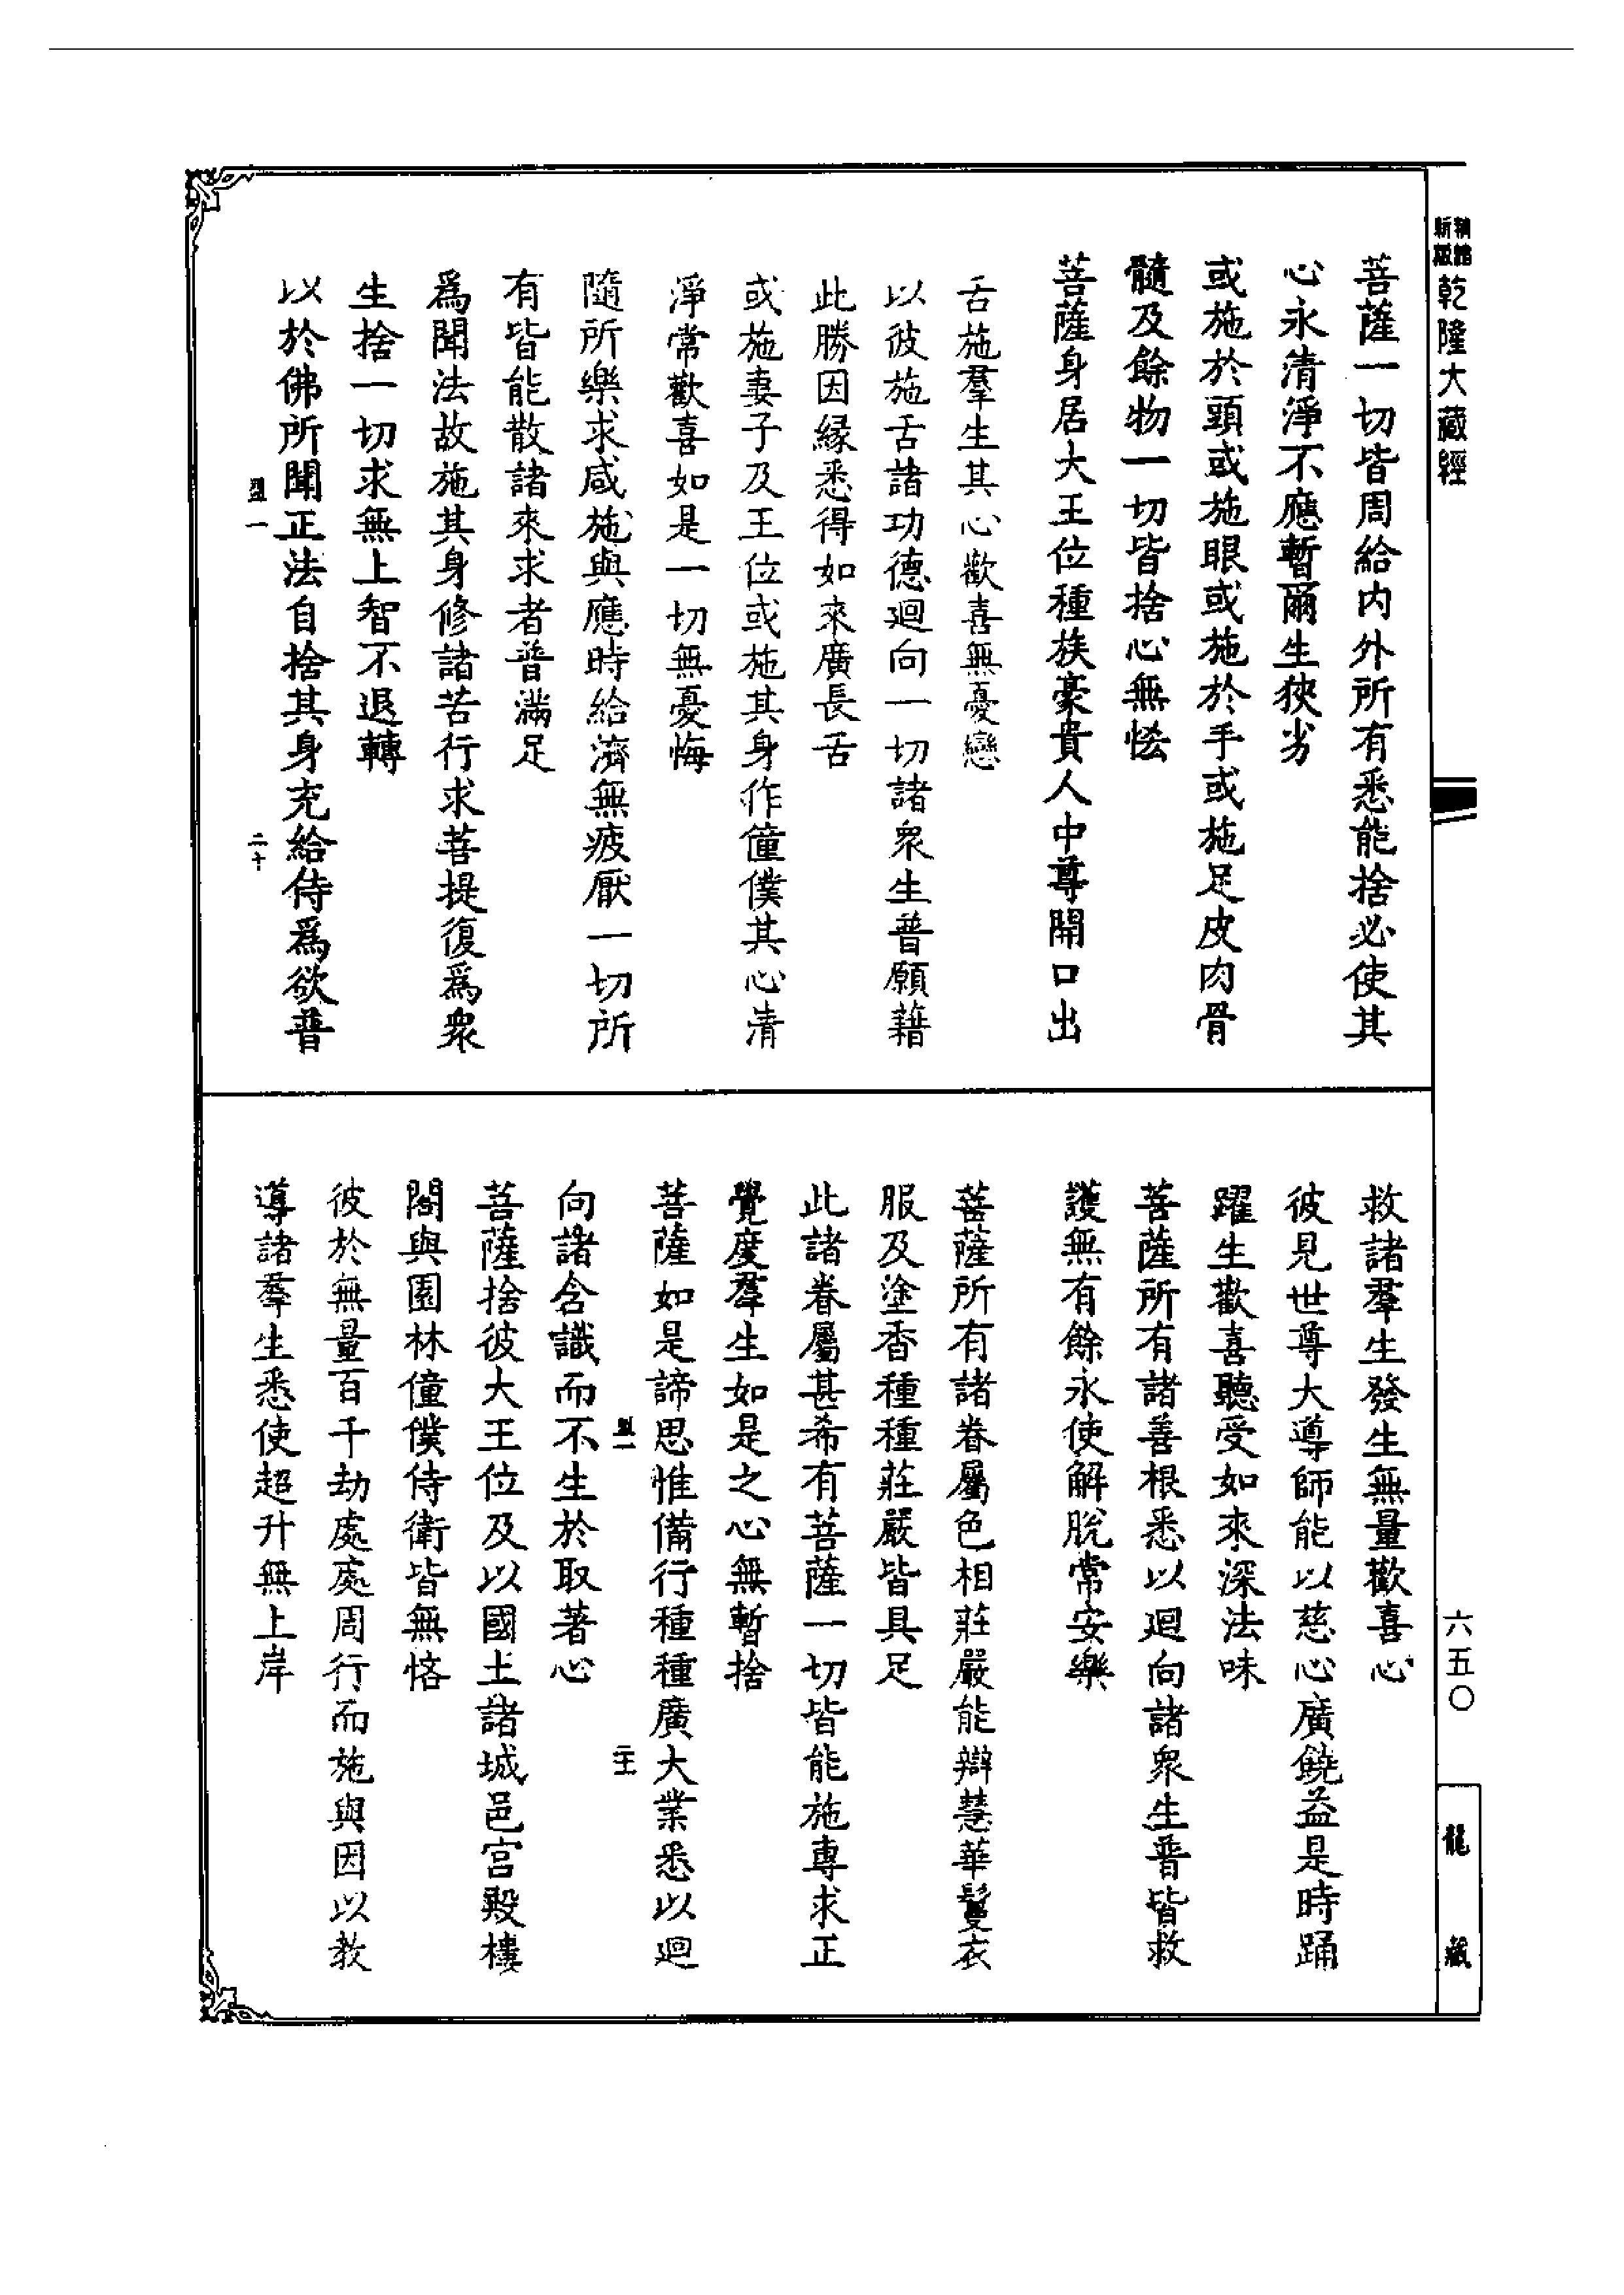 精繕新版乾隆大藏經
菩薩一切皆周給內外所有悉能捨必使其
心永清淨不應暫爾生狹劣
或施於頭或施眼或施於手或施足皮肉骨
髓及餘物一切皆捨心無悋
菩薩身居大王位種族豪貴人中尊開口出
舌施羣生其心歡喜無憂戀
以彼施舌諸功德迴向一切諸眾生普願藉
此勝因緣悉得如來廣長舌
或施妻子及王位或施其身作僮僕其心清
淨常歡喜如是一切無憂悔
隨所樂求咸施與應時給濟無疲厭一切所
有皆能散諸來求者普滿足
為聞法故施其身修諸苦行求菩提復為眾
生捨一切求無上智不退轉
以於佛所聞正法自捨其身充給侍為欲普
一
二十
救諸羣生發生無量歡喜心
彼見世尊大導師能以慈心廣饒益是時踊
躍生歡喜聽受如來深法味
菩薩所有諸善根悉以迴向諸眾生普皆救
護無有餘永使解脫常安樂
菩薩所有諸眷屬色相莊嚴能辯慧華鬘衣
服及塗香種種莊嚴皆具足
此諸眷屬甚希有菩薩一切皆能施專求正
覺度羣生如是之心無暫捨
菩薩如是諦思惟備行種種廣大業悉以迴
向諸含識而不生於取著心
菩薩捨彼大王位及以國土諸城邑宮殿樓
閣與園林僮僕侍衛皆無悋
彼於無量百千劫處處周行而施與因以教
導諸羣生悉使超升無上岸
六五〇
龍藏